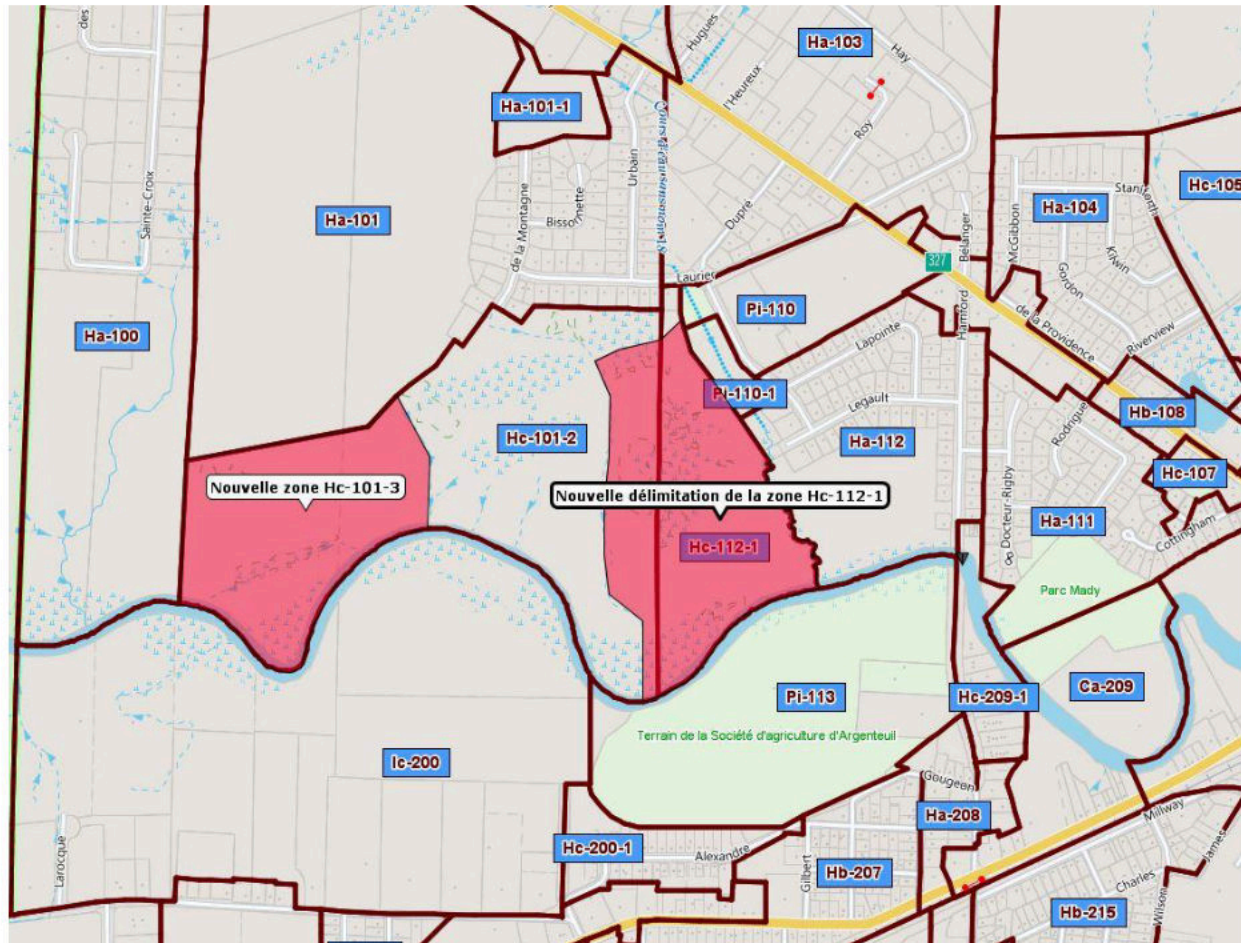 des
Hugues
Ha-103
Hay
l'Heureux
Ha-101-1
Roy
Sainte-Croix
Urbain
Hc-105
Ha-104
Ha-101
de la Montagne
Dupré
Bélanger
McGibbon
Kilwin
327
Gordon
Laurier
Pi-110
Hamford
de la Providence
Ha-100
Lapointe
Riverview
Pi-110-1
Legault
Rodrigue
Hb-108
Hc-101-2
Ha-112
Hc-107
Nouvelle zone Hc-101-3
Nouvelle délimitation de la zone Hc-112-1
Docteur-Rigby
Ha-111
Cottingham
Hc-112-1
Parc Mady
Pi-113
Hc-209-1
Ca-209
Terrain de la Société d'agriculture d'Argenteuil
Ic-200
Gougeon
Ha-208
Millway
Larocque
Hc-200-1
Alexandre
Gilbert
Hb-207
Charles
James
Hb-215
Wilson